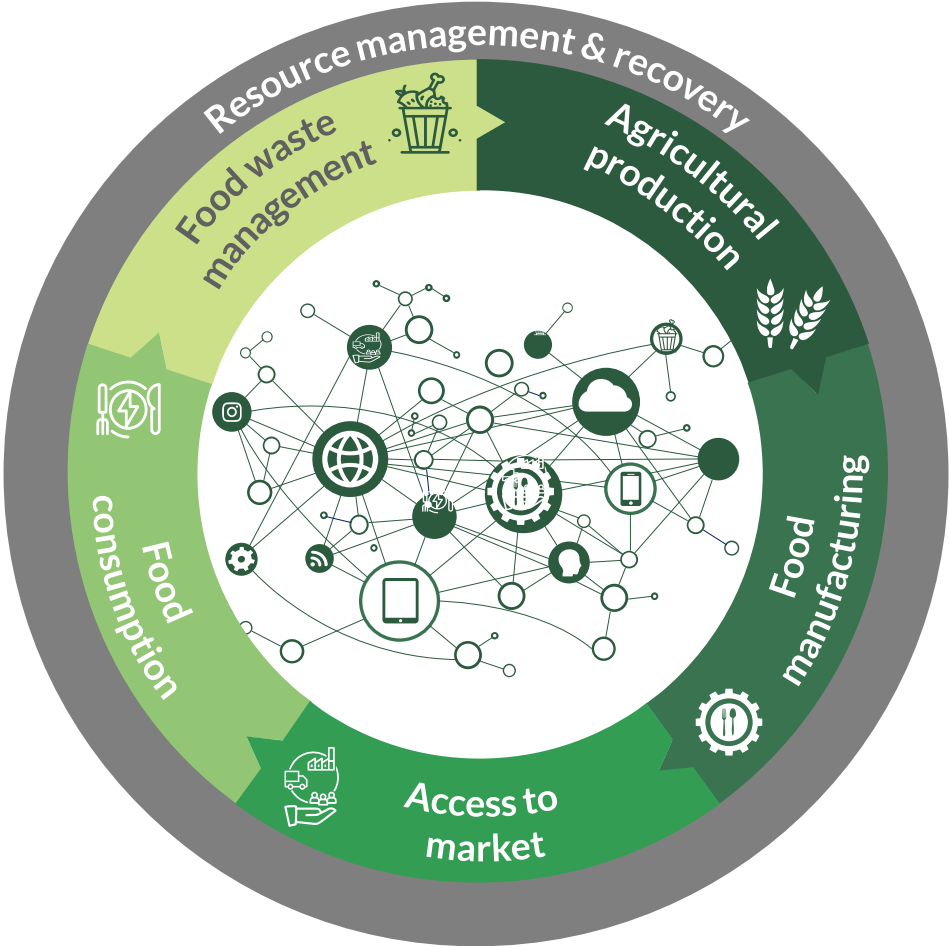 Resource management & recovery
Agricultural
production
Food
manufacturing
Access to
market
Food
consumption
Food waste
management